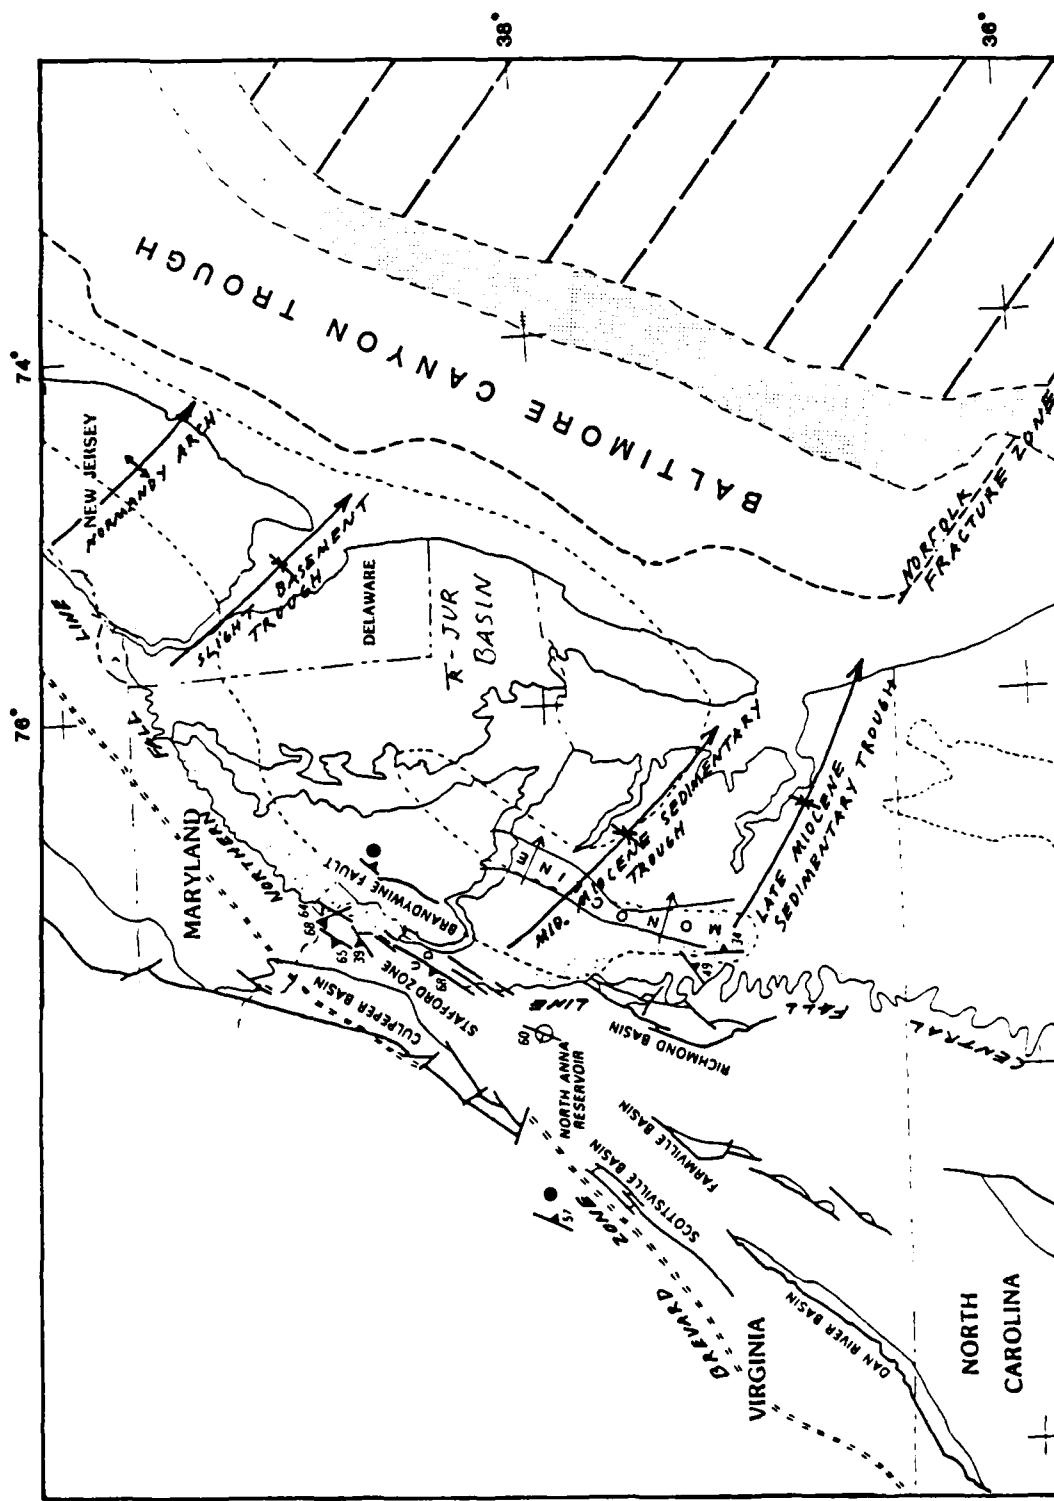 38°
36°
74°
76°
BALTIMORE CANYON TROUGH
NEW JERSEY
NORMANDY ARCH
SLIGHT BASEMENT
TROUGH
DELAWARE
ꞦR-JUR
BASIN
NORFOLK
FRACTURE ZONE
FALL LINE
MARYLAND
NORTHERN
BRANDYWINE FAULT
64
68
65
39
STAFFORD ZONE
CULPEPER BASIN
MONOCLINE
MID. MIOCENE SEDIMENTARY
TROUGH
LATE MIOCENE
SEDIMENTARY TROUGH
34
49
FALL LINE
CENTRAL
RICHMOND BASIN
60
NORTH ANNA
RESERVOIR
FARMVILLE BASIN
SCOTTSVILLE BASIN
57
BREVARD ZONE
VIRGINIA
DAN RIVER BASIN
NORTH
CAROLINA